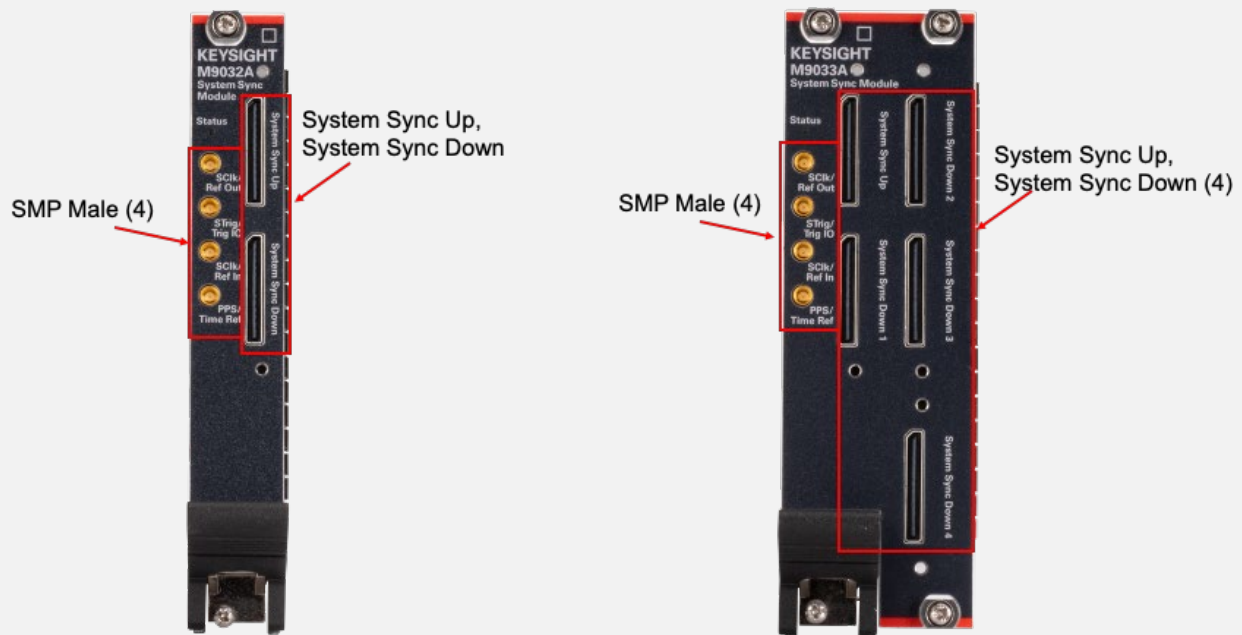 KEYSIGHT
M9032A
System Sync
Module
Status
SClk/
Ref Out
STrig/
Trig IO
SClk/
Ref In
PPS/
Time Ref
System Sync Up
System Sync Down
System Sync Up,
System Sync Down
SMP Male (4)
KEYSIGHT
M9033A
System Sync Module
Status
SClk/
Ref Out
STrig/
Trig IO
SClk/
Ref In
PPS/
Time Ref
System Sync Up
System Sync Down 1
System Sync Down 2
System Sync Down 3
System Sync Down 4
System Sync Up,
System Sync Down (4)
SMP Male (4)